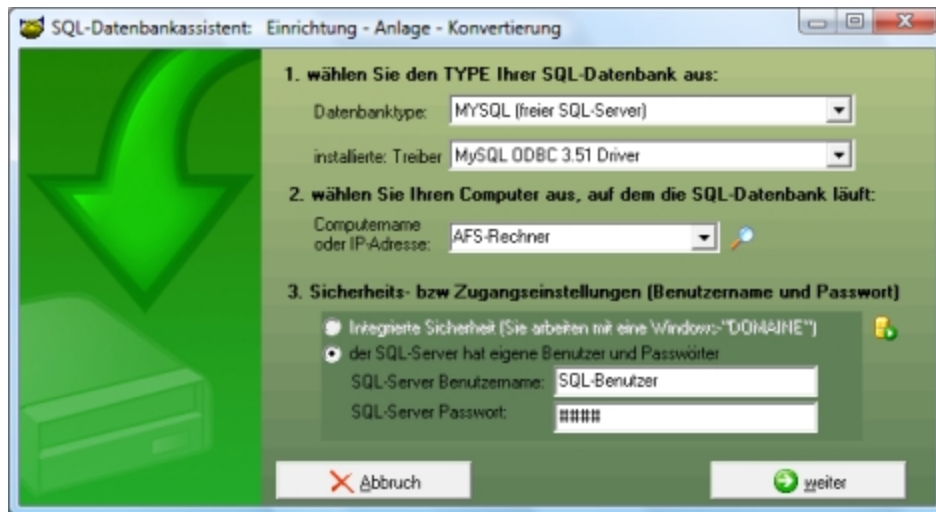 SQL-Datenbankassistent: Einrichtung - Anlage - Konvertierung
1. wählen Sie den TYPE Ihrer SQL-Datenbank aus:
Datenbanktype: MYSQL (freier SQL-Server)
installierte: Treiber MySQL ODBC 3.51 Driver
2. wählen Sie Ihren Computer aus, auf dem die SQL-Datenbank läuft:
Computername
oder IP-Adresse: AFS-Rechner
3. Sicherheits- bzw Zugangseinstellungen (Benutzername und Passwort)
Integrierte Sicherheit (Sie arbeiten mit eine Windows-"DOMAINE")
der SQL-Server hat eigene Benutzer und Passwörter
SQL-Server Benutzername: SQL-Benutzer
SQL-Server Passwort: ####
Abbruch weiter